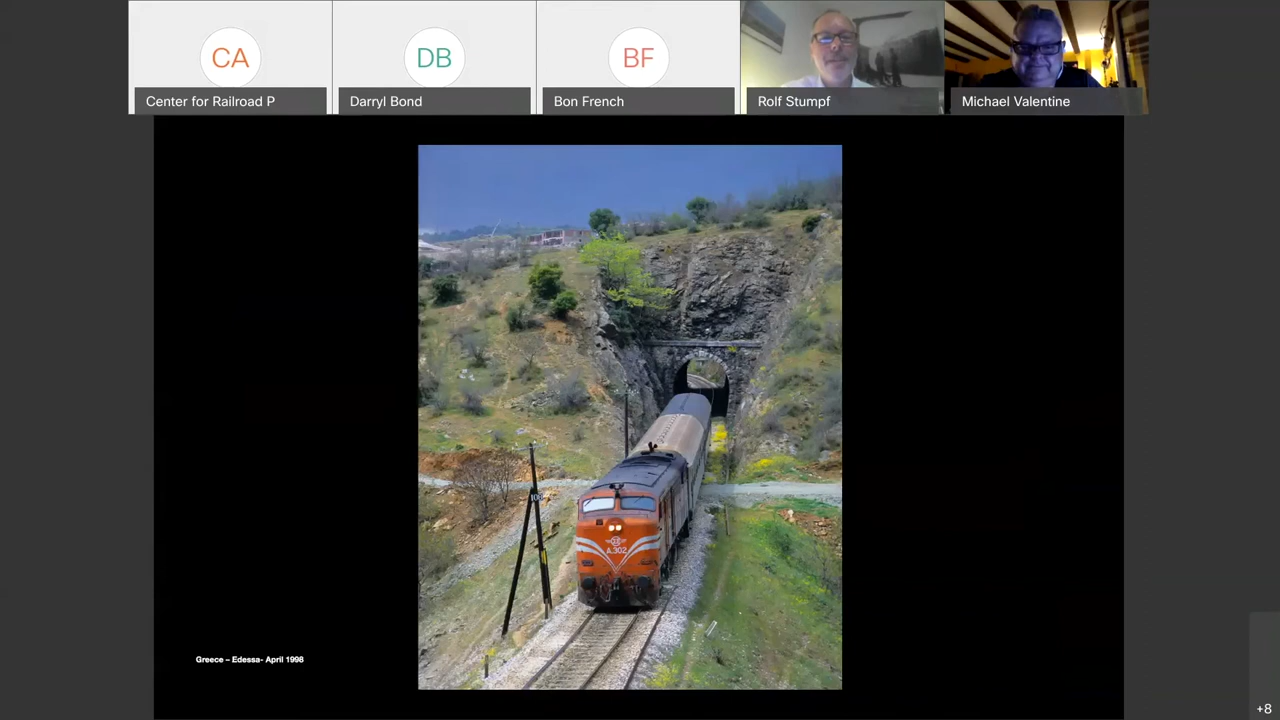 CA
DB
BF
Center for Railroad P
Darryl Bond
Bon French
Rolf Stumpf
Michael Valentine
A.302
Greece – Edessa- April 1998
+8